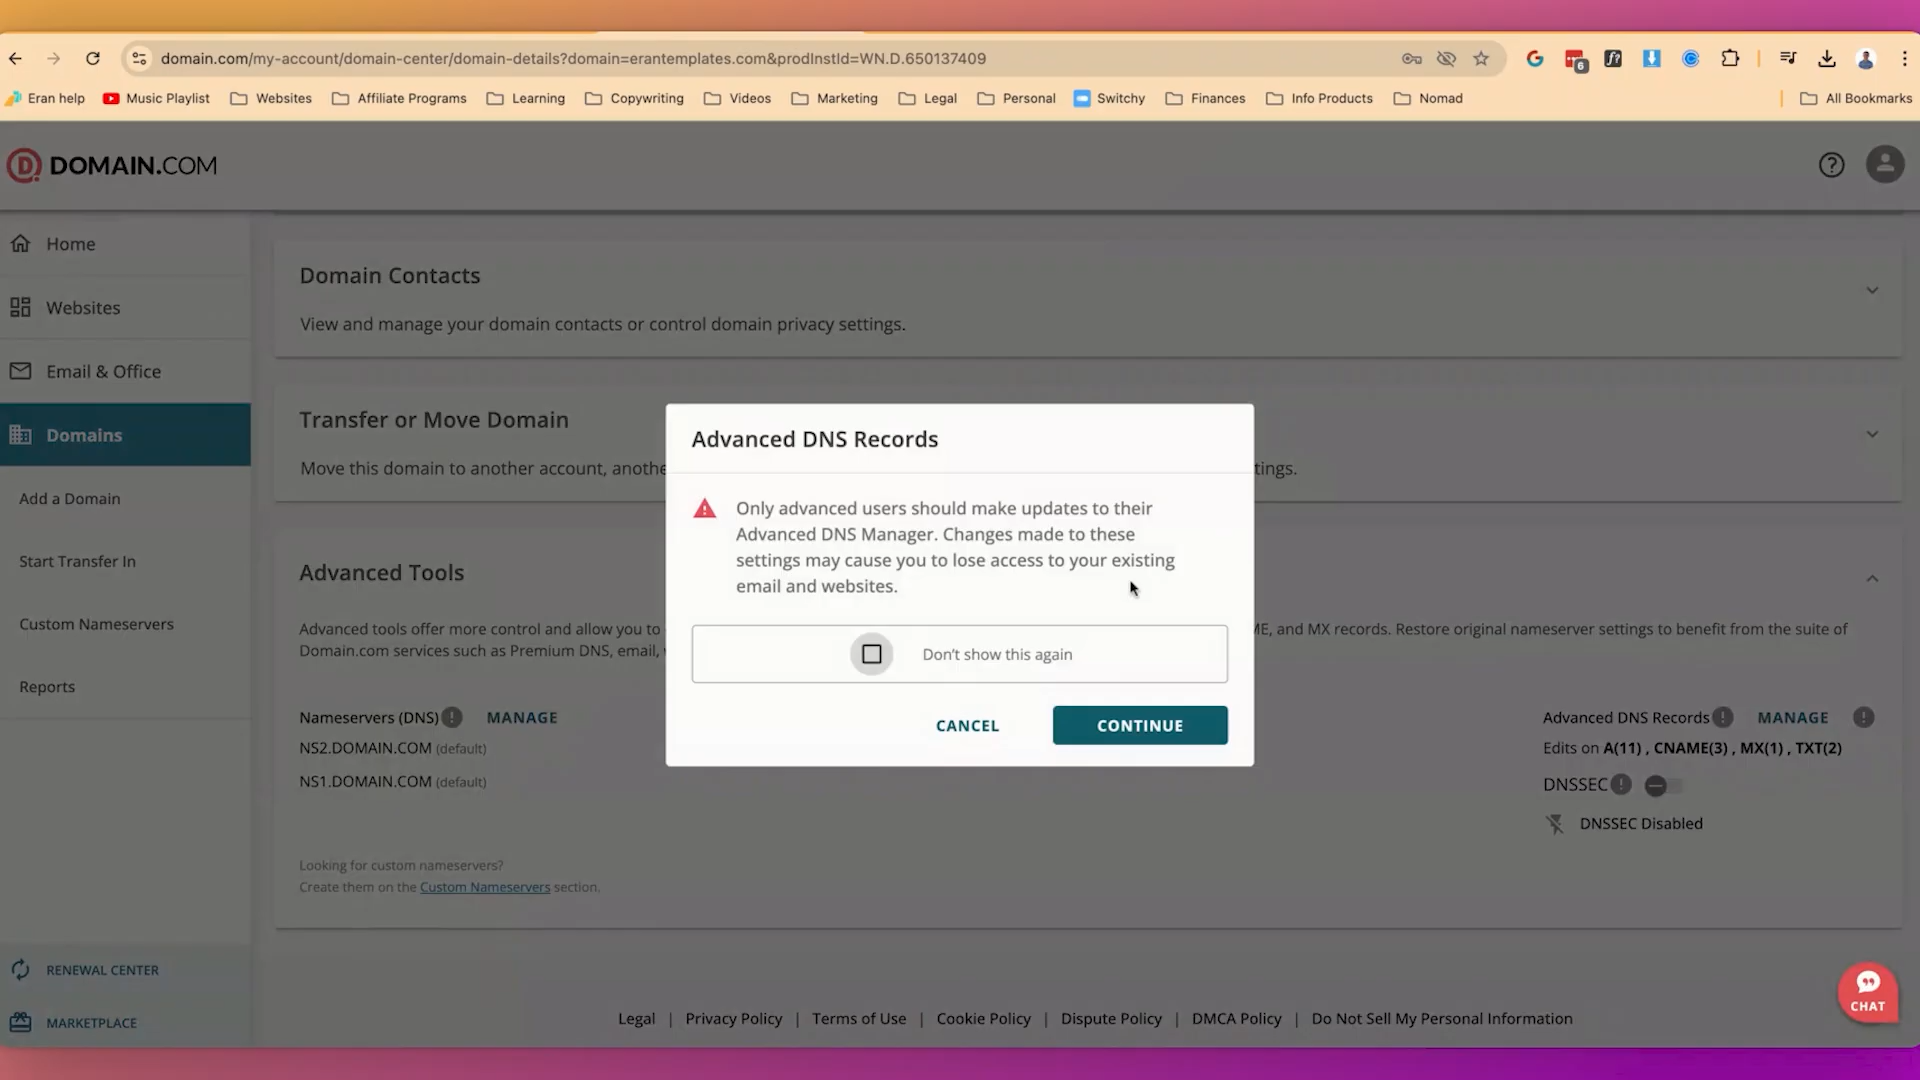 domain.com/my-account/domain-center/domain-details?domain=erantemplates.com&prodInstId=WN.D.650137409
6
f?
Eran help
Music Playlist
Websites
Affiliate Programs
Learning
Copywriting
Videos
Marketing
Legal
Personal
Switchy
Finances
Info Products
Nomad
All Bookmarks
DOMAIN.COM
Home
Websites
Email & Office
Domains
Add a Domain
Start Transfer In
Custom Nameservers
Reports
RENEWAL CENTER
MARKETPLACE
Domain Contacts
View and manage your domain contacts or control domain privacy settings.
Transfer or Move Domain
Move this domain to another account, anothe
tings.
Advanced Tools
Advanced tools offer more control and allow you to
ME, and MX records. Restore original nameserver settings to benefit from the suite of
Domain.com services such as Premium DNS, email,
Nameservers (DNS)
MANAGE
NS2.DOMAIN.COM (default)
NS1.DOMAIN.COM (default)
Looking for custom nameservers?
Create them on the Custom Nameservers section.
Advanced DNS Records
MANAGE
Edits on A(11) , CNAME(3) , MX(1) , TXT(2)
DNSSEC
DNSSEC Disabled
Advanced DNS Records
Only advanced users should make updates to their
Advanced DNS Manager. Changes made to these
settings may cause you to lose access to your existing
email and websites.
Don't show this again
CANCEL
CONTINUE
CHAT
Legal | Privacy Policy | Terms of Use | Cookie Policy | Dispute Policy | DMCA Policy | Do Not Sell My Personal Information